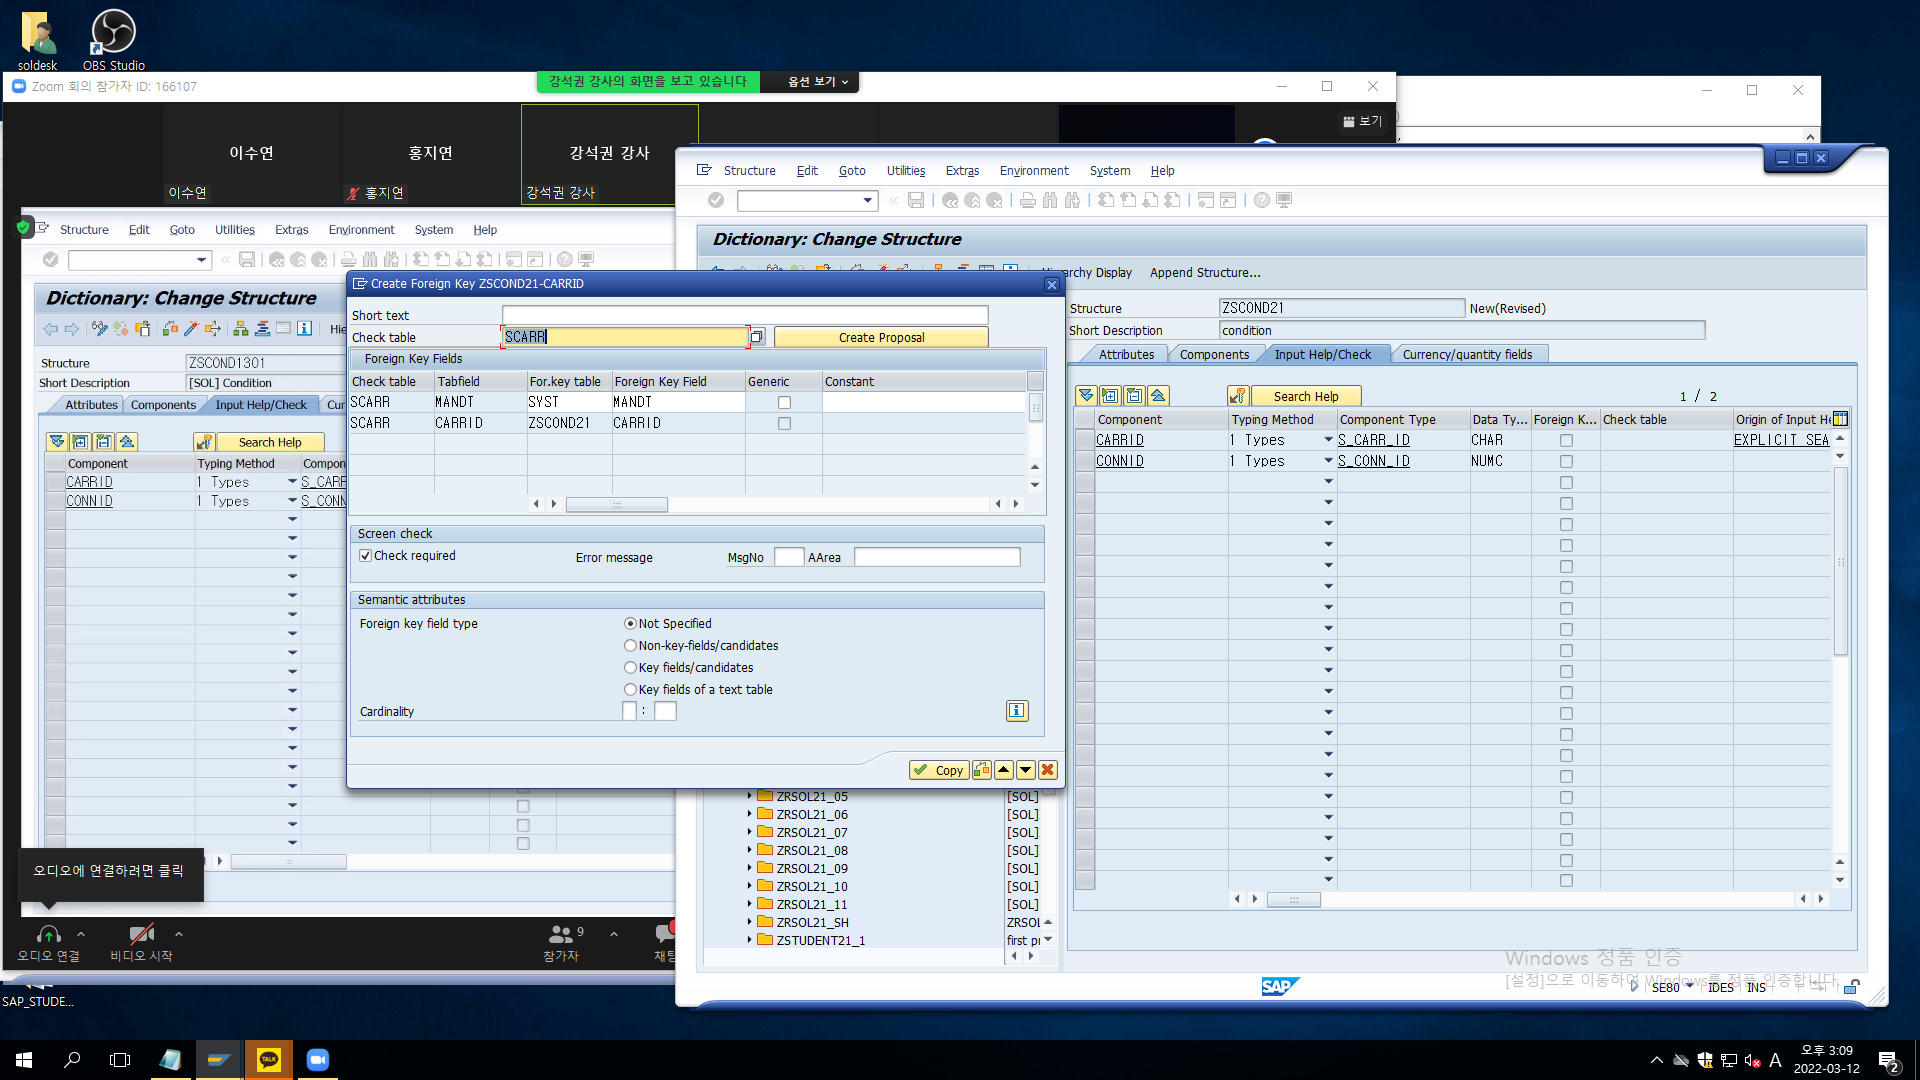 soldesk
OBS Studio
Zoom 회의 참가자 ID: 166107
강석권 강사의 화면을 보고 있습니다
옵션 보기
이수연
홍지연
강석권 강사
보기
이수연
홍지연
강석권 강사
Structure Edit Goto Utilities Extras Environment System Help
Dictionary: Change Structure
Hie
Structure ZSCOND1301
Short Description [SOL] Condition
Attributes Components Input Help/Check Cur
Search Help
Component Typing Method Compon
CARRID 1 Types S_CARR
CONNID 1 Types S_CONN
오디오에 연결하려면 클릭
오디오 연결
비디오 시작
9
참가자
채팅
SAP_STUDE...
Create Foreign Key ZSCOND21-CARRID
Short text
Check table SCARR Create Proposal
Foreign Key Fields
Check table Tabfield For.key table Foreign Key Field Generic Constant
SCARR MANDT SYST MANDT
SCARR CARRID ZSCOND21 CARRID
Screen check
Check required Error message MsgNo AArea
Semantic attributes
Foreign key field type Not Specified
Non-key-fields/candidates
Key fields/candidates
Key fields of a text table
Cardinality :
Copy
Structure Edit Goto Utilities Extras Environment System Help
Dictionary: Change Structure
rarchy Display Append Structure...
Structure ZSCOND21 New(Revised)
Short Description condition
Attributes Components Input Help/Check Currency/quantity fields
Search Help 1 / 2
Component Typing Method Component Type Data Ty... Foreign K... Check table Origin of Input He
CARRID 1 Types S_CARR_ID CHAR EXPLICIT SEA
CONNID 1 Types S_CONN_ID NUMC
ZRSOL21_05 [SOL]
ZRSOL21_06 [SOL]
ZRSOL21_07 [SOL]
ZRSOL21_08 [SOL]
ZRSOL21_09 [SOL]
ZRSOL21_10 [SOL]
ZRSOL21_11 [SOL]
ZRSOL21_SH ZRSOL
ZSTUDENT21_1 first pr
Windows 정품 인증
[설정]으로 이동하여 Windows를 정품 인증합니다.
SAP
SE80 IDES INS
TALK
A
오후 3:09
2022-03-12
2